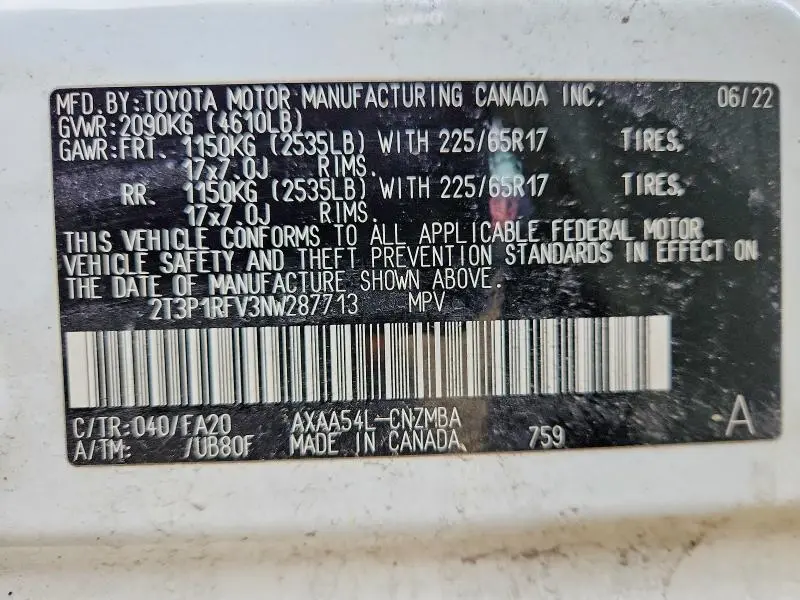 MFD. BY: TOYOTA MOTOR MANUFACTURING CANADA INC. 06/22
GVWR: 2090KG (4610LB)
GAWR: FRT. 1150KG (2535LB) WITH 225/65R17 TIRES,
17x7.0J RIMS.
RR. 1150KG (2535LB) WITH 225/65R17 TIRES,
17x7.0J RIMS.
THIS VEHICLE CONFORMS TO ALL APPLICABLE FEDERAL MOTOR
VEHICLE SAFETY AND THEFT PREVENTION STANDARDS IN EFFECT ON
THE DATE OF MANUFACTURE SHOWN ABOVE.
2T3P1RFV3NW287713 MPV
C/TR: 040/FA20 AXAA54L-CNZMBA A
A/TM: /UB80F MADE IN CANADA 759